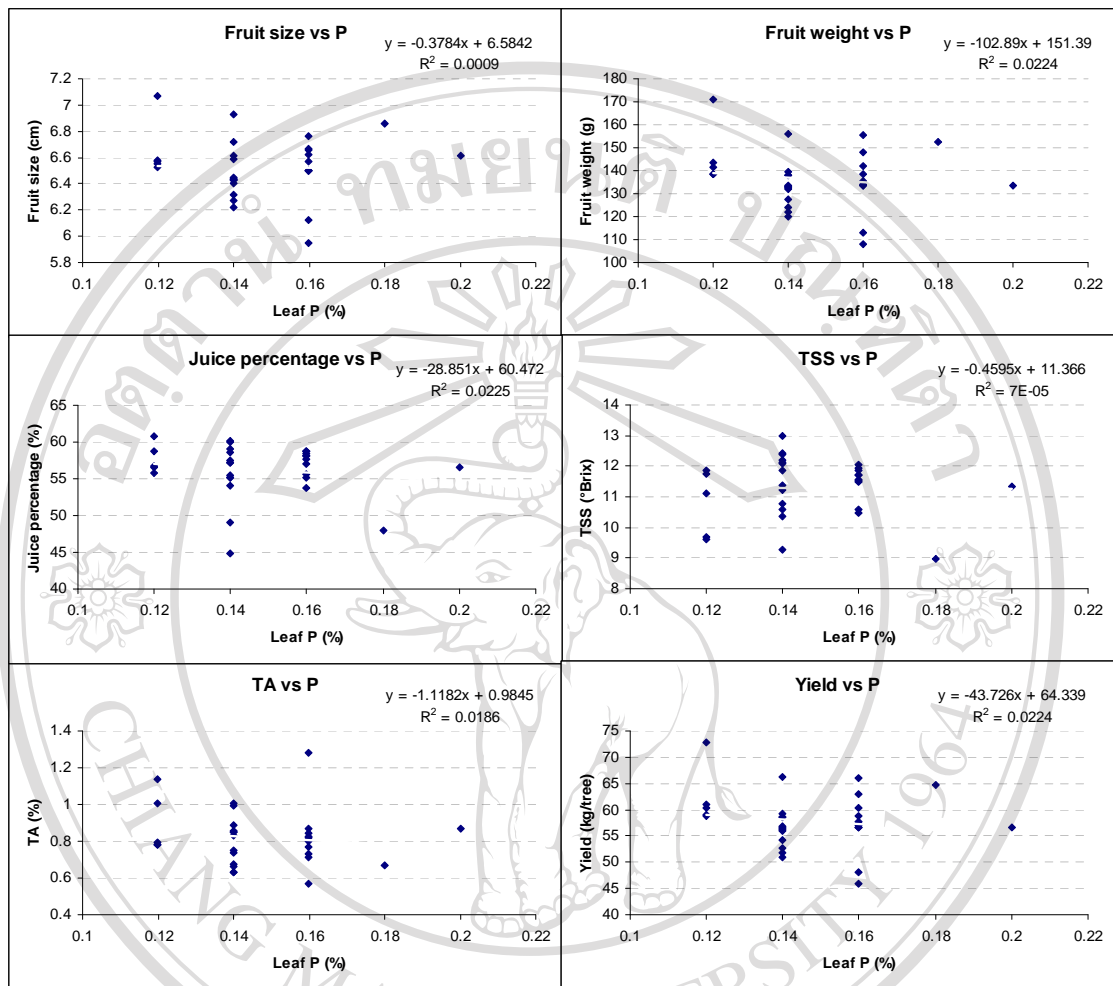 Fruit size vs P
y = -0.3784x + 6.5842
R² = 0.0009
Fruit size (cm)
7.2
7
6.8
6.6
6.4
6.2
6
5.8
0.1 0.12 0.14 0.16 0.18 0.2 0.22
Leaf P (%)
Fruit weight vs P
y = -102.89x + 151.39
R² = 0.0224
Fruit weight (g)
180
170
160
150
140
130
120
110
100
0.1 0.12 0.14 0.16 0.18 0.2 0.22
Leaf P (%)
Juice percentage vs P
y = -28.851x + 60.472
R² = 0.0225
Juice percentage (%)
65
60
55
50
45
40
0.1 0.12 0.14 0.16 0.18 0.2 0.22
Leaf P (%)
TSS vs P
y = -0.4595x + 11.366
R² = 7E-05
TSS (°Brix)
14
13
12
11
10
9
8
0.1 0.12 0.14 0.16 0.18 0.2 0.22
Leaf P (%)
TA vs P
y = -1.1182x + 0.9845
R² = 0.0186
TA (%)
1.4
1.2
1
0.8
0.6
0.4
0.1 0.12 0.14 0.16 0.18 0.2 0.22
Leaf P (%)
Yield vs P
y = -43.726x + 64.339
R² = 0.0224
Yield (kg/tree)
75
70
65
60
55
50
45
40
0.1 0.12 0.14 0.16 0.18 0.2 0.22
Leaf P (%)
1964